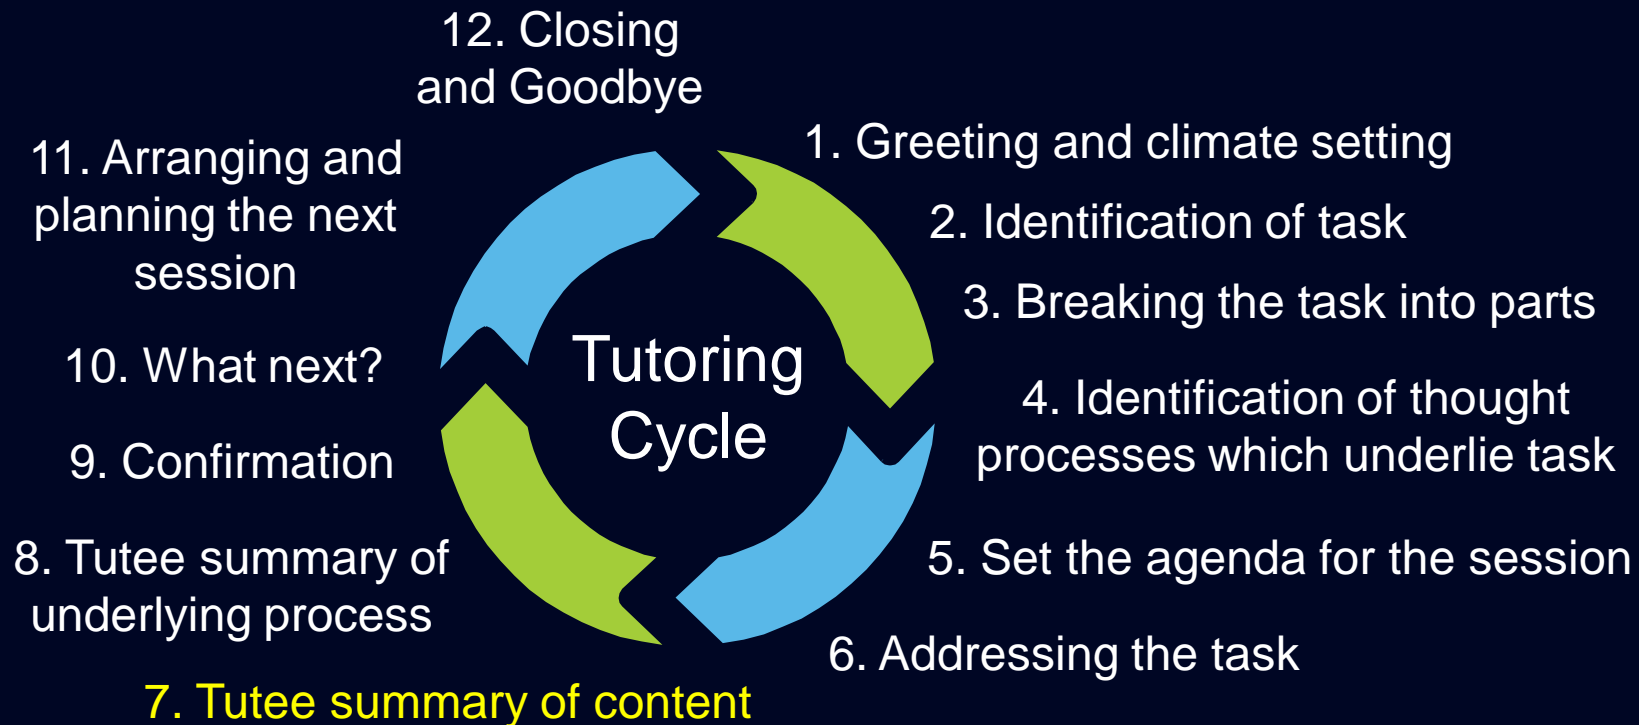 12. Closing
and Goodbye
1. Greeting and climate setting
2. Identification of task
3. Breaking the task into parts
4. Identification of thought
processes which underlie task
5. Set the agenda for the session
6. Addressing the task
7. Tutee summary of content
8. Tutee summary of
underlying process
9. Confirmation
10. What next?
11. Arranging and
planning the next
session
Tutoring
Cycle